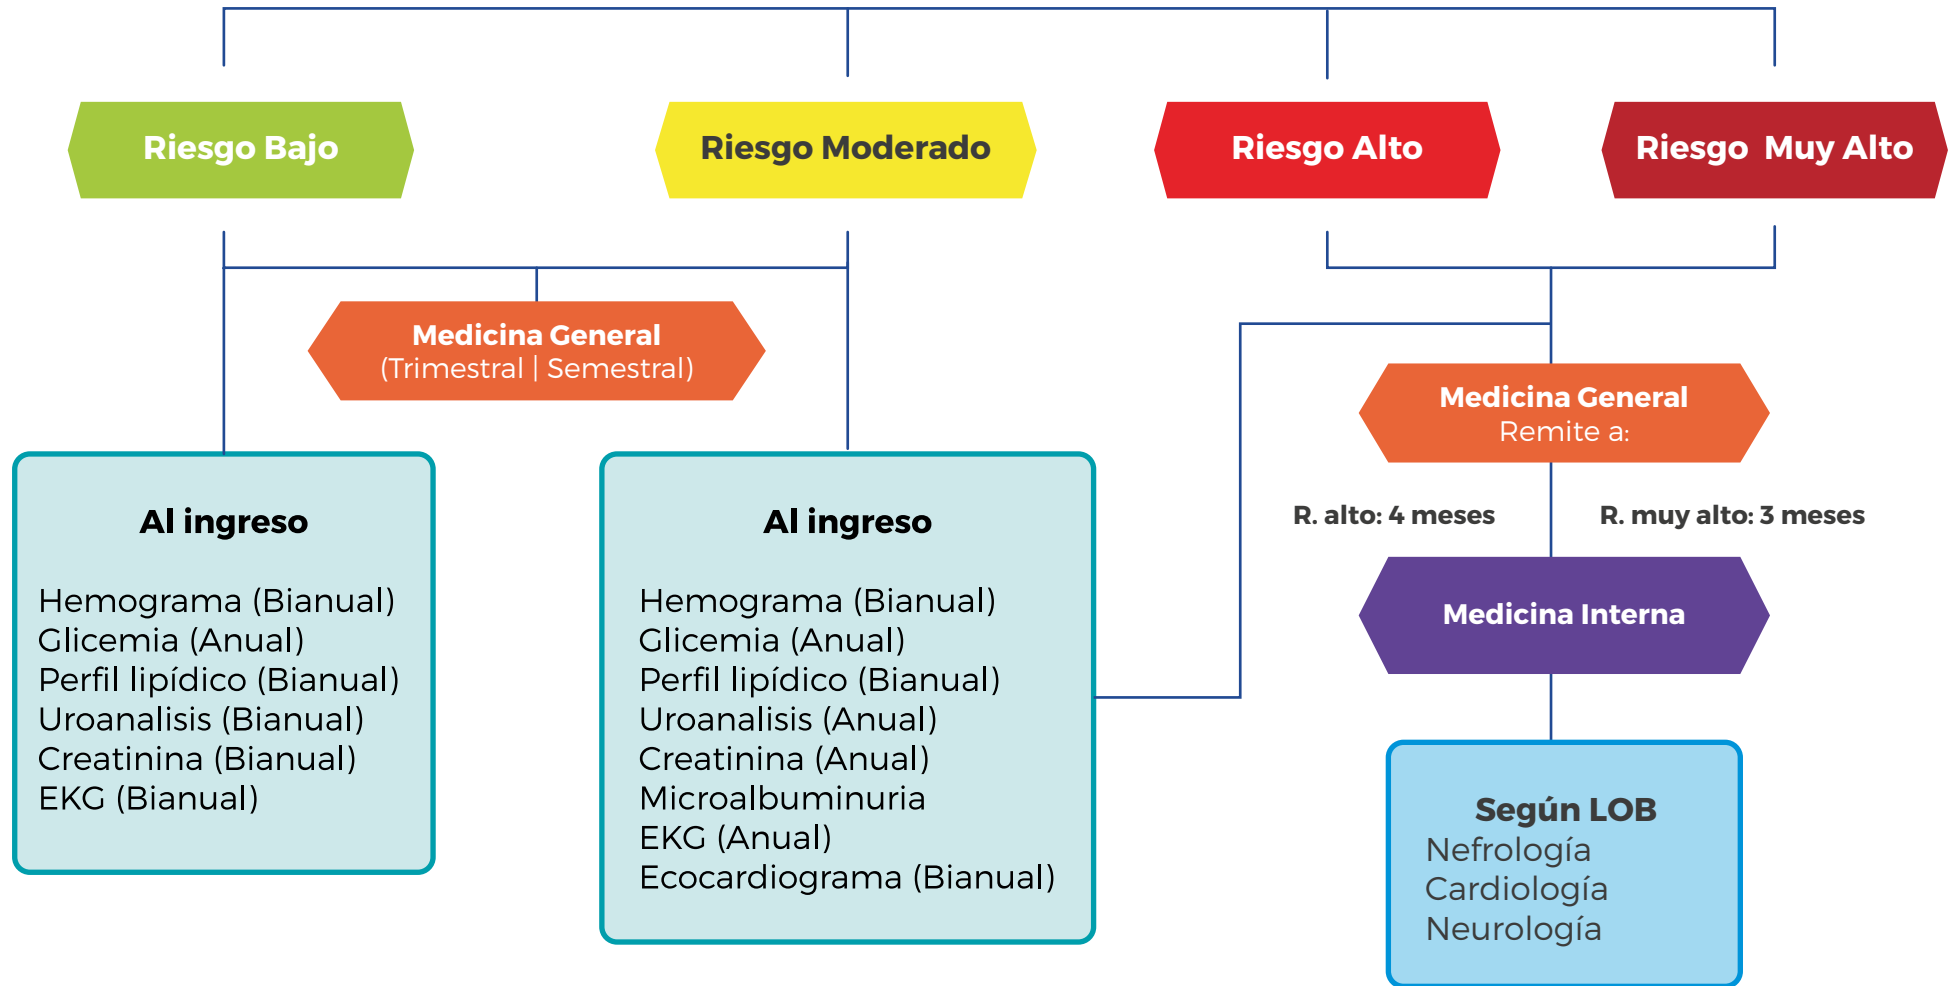 Riesgo Bajo
Riesgo Moderado
Riesgo Alto
Riesgo Muy Alto
Medicina General
(Trimestral | Semestral)
Medicina General
Remite a:
R. alto: 4 meses
R. muy alto: 3 meses
Medicina Interna
Al ingreso
Hemograma (Bianual)
Glicemia (Anual)
Perfil lipídico (Bianual)
Uroanalisis (Bianual)
Creatinina (Bianual)
EKG (Bianual)
Al ingreso
Hemograma (Bianual)
Glicemia (Anual)
Perfil lipídico (Bianual)
Uroanalisis (Anual)
Creatinina (Anual)
Microalbuminuria
EKG (Anual)
Ecocardiograma (Bianual)
Según LOB
Nefrología
Cardiología
Neurología